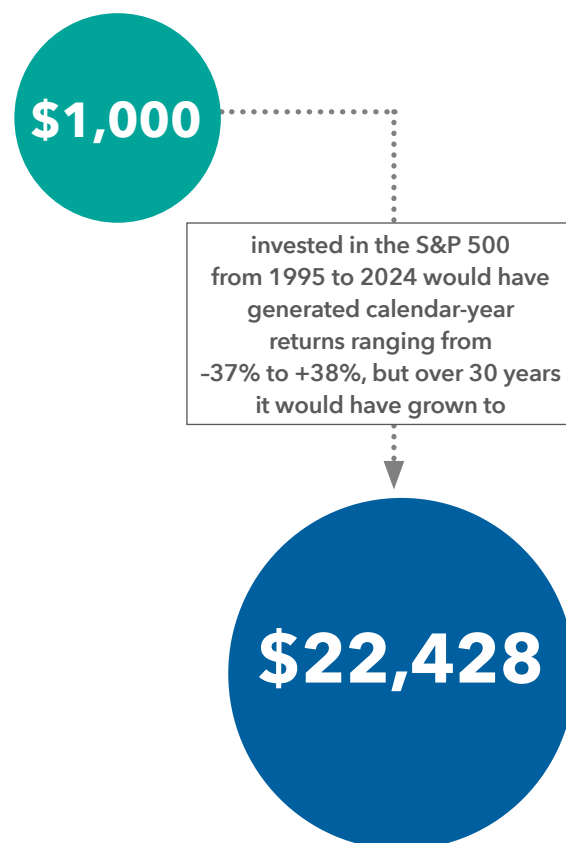 $1,000
invested in the S&P 500
from 1995 to 2024 would have
generated calendar-year
returns ranging from
–37% to +38%, but over 30 years
it would have grown to
$22,428